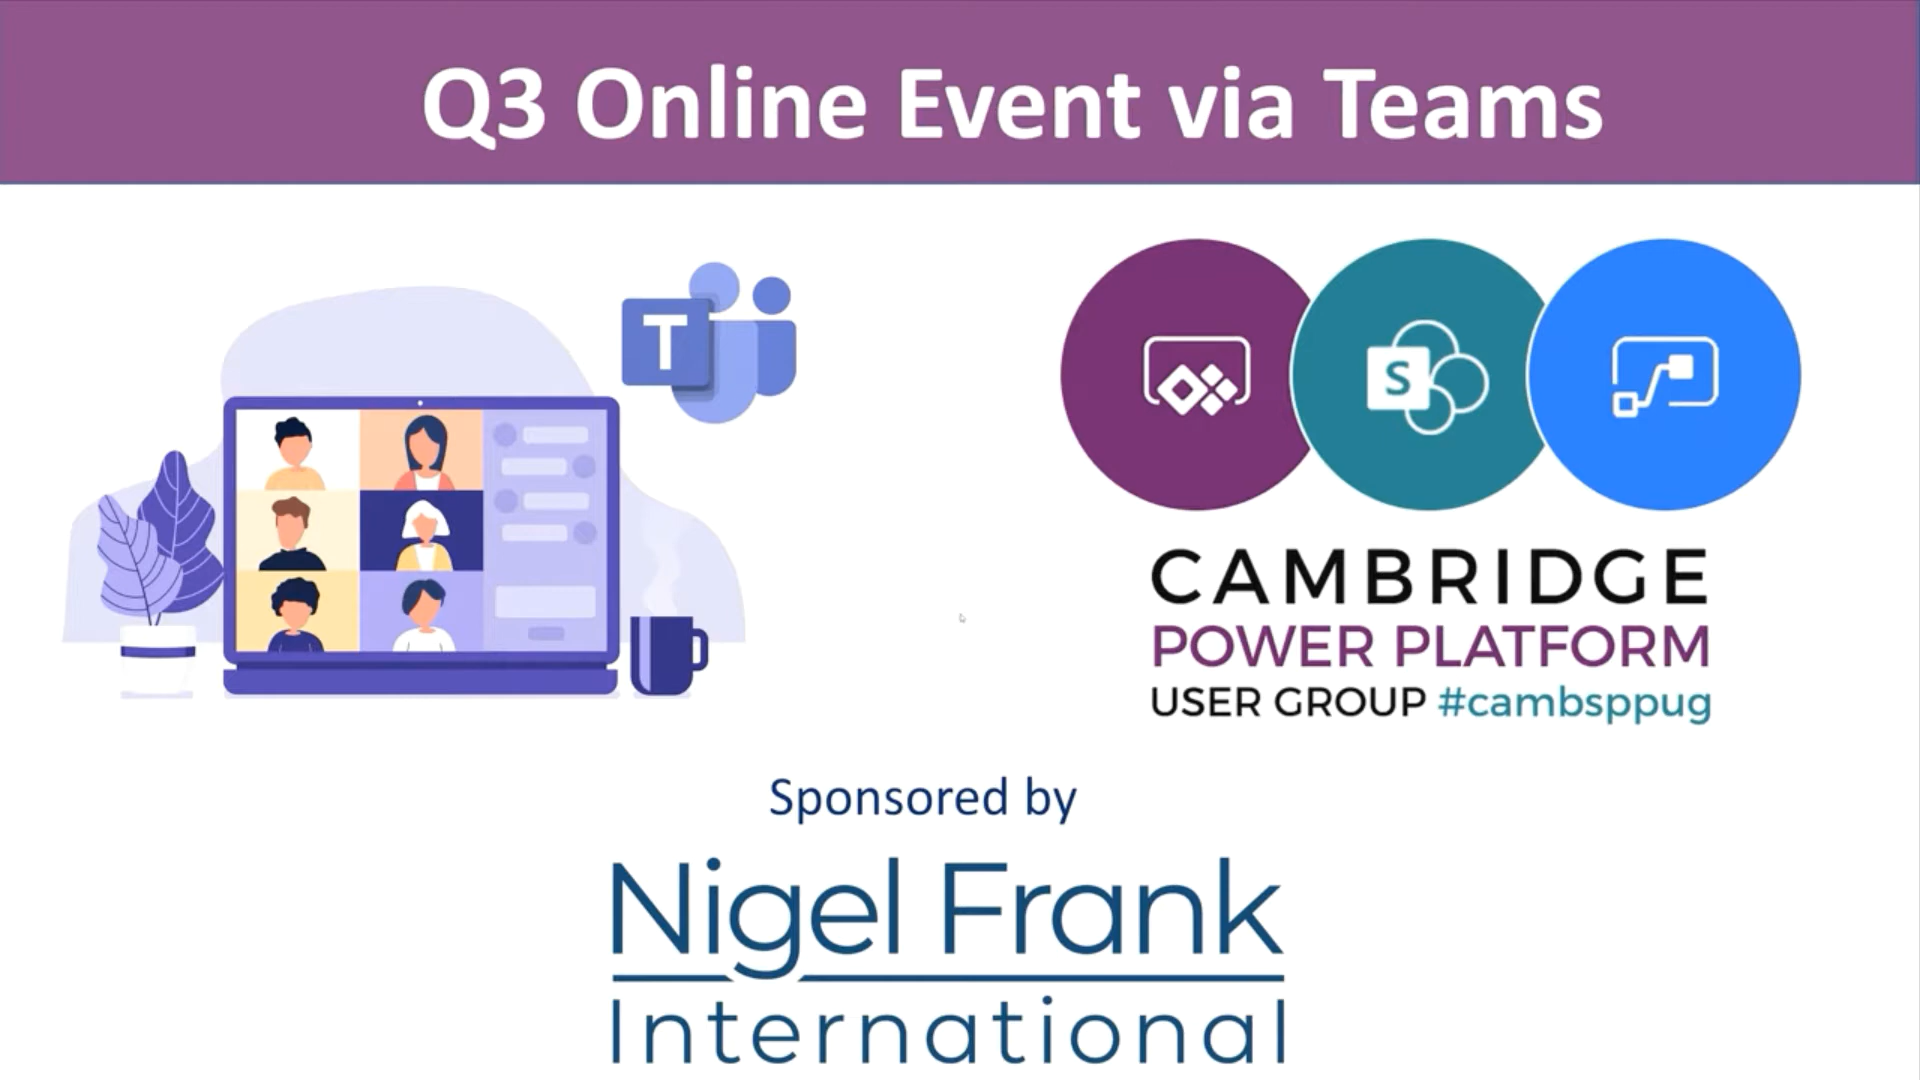 Q3 Online Event via Teams
T
S
CAMBRIDGE
POWER PLATFORM
USER GROUP #cambsppug
Sponsored by
Nigel Frank
International